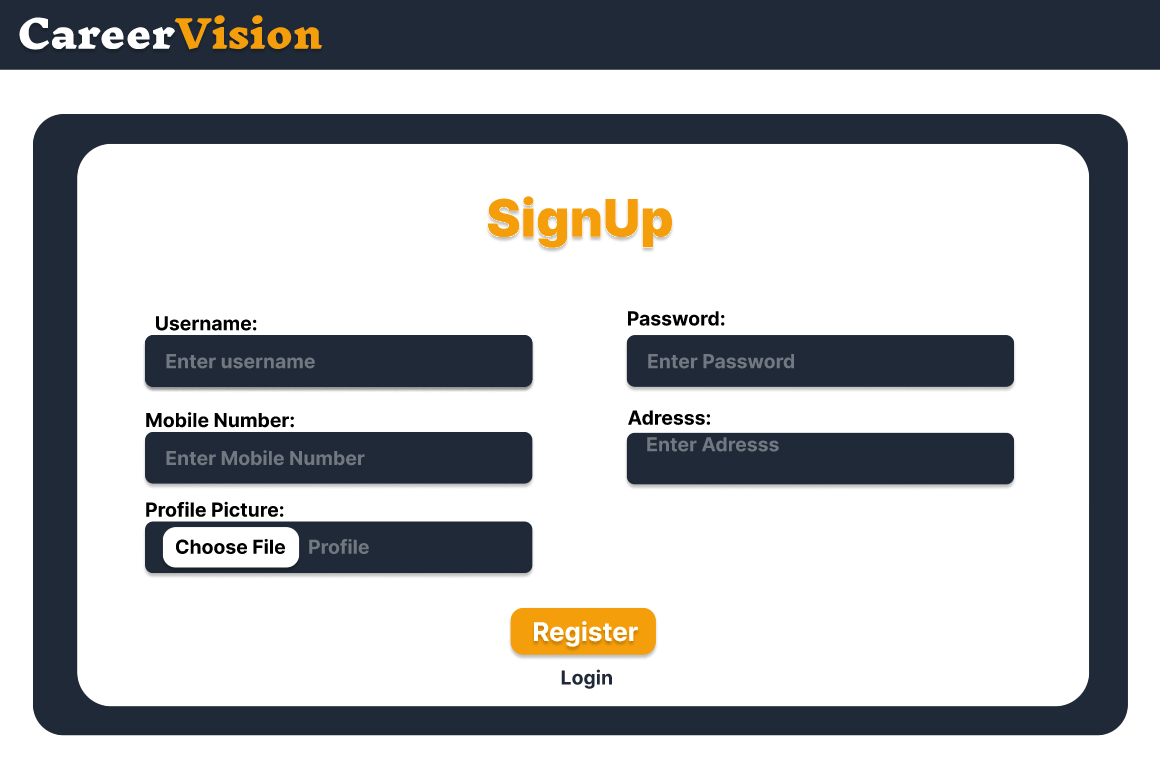 CareerVision
SignUp
Username:
Enter username
Password:
Enter Password
Mobile Number:
Enter Mobile Number
Adresss:
Enter Adresss
Profile Picture:
Choose File Profile
Register
Login